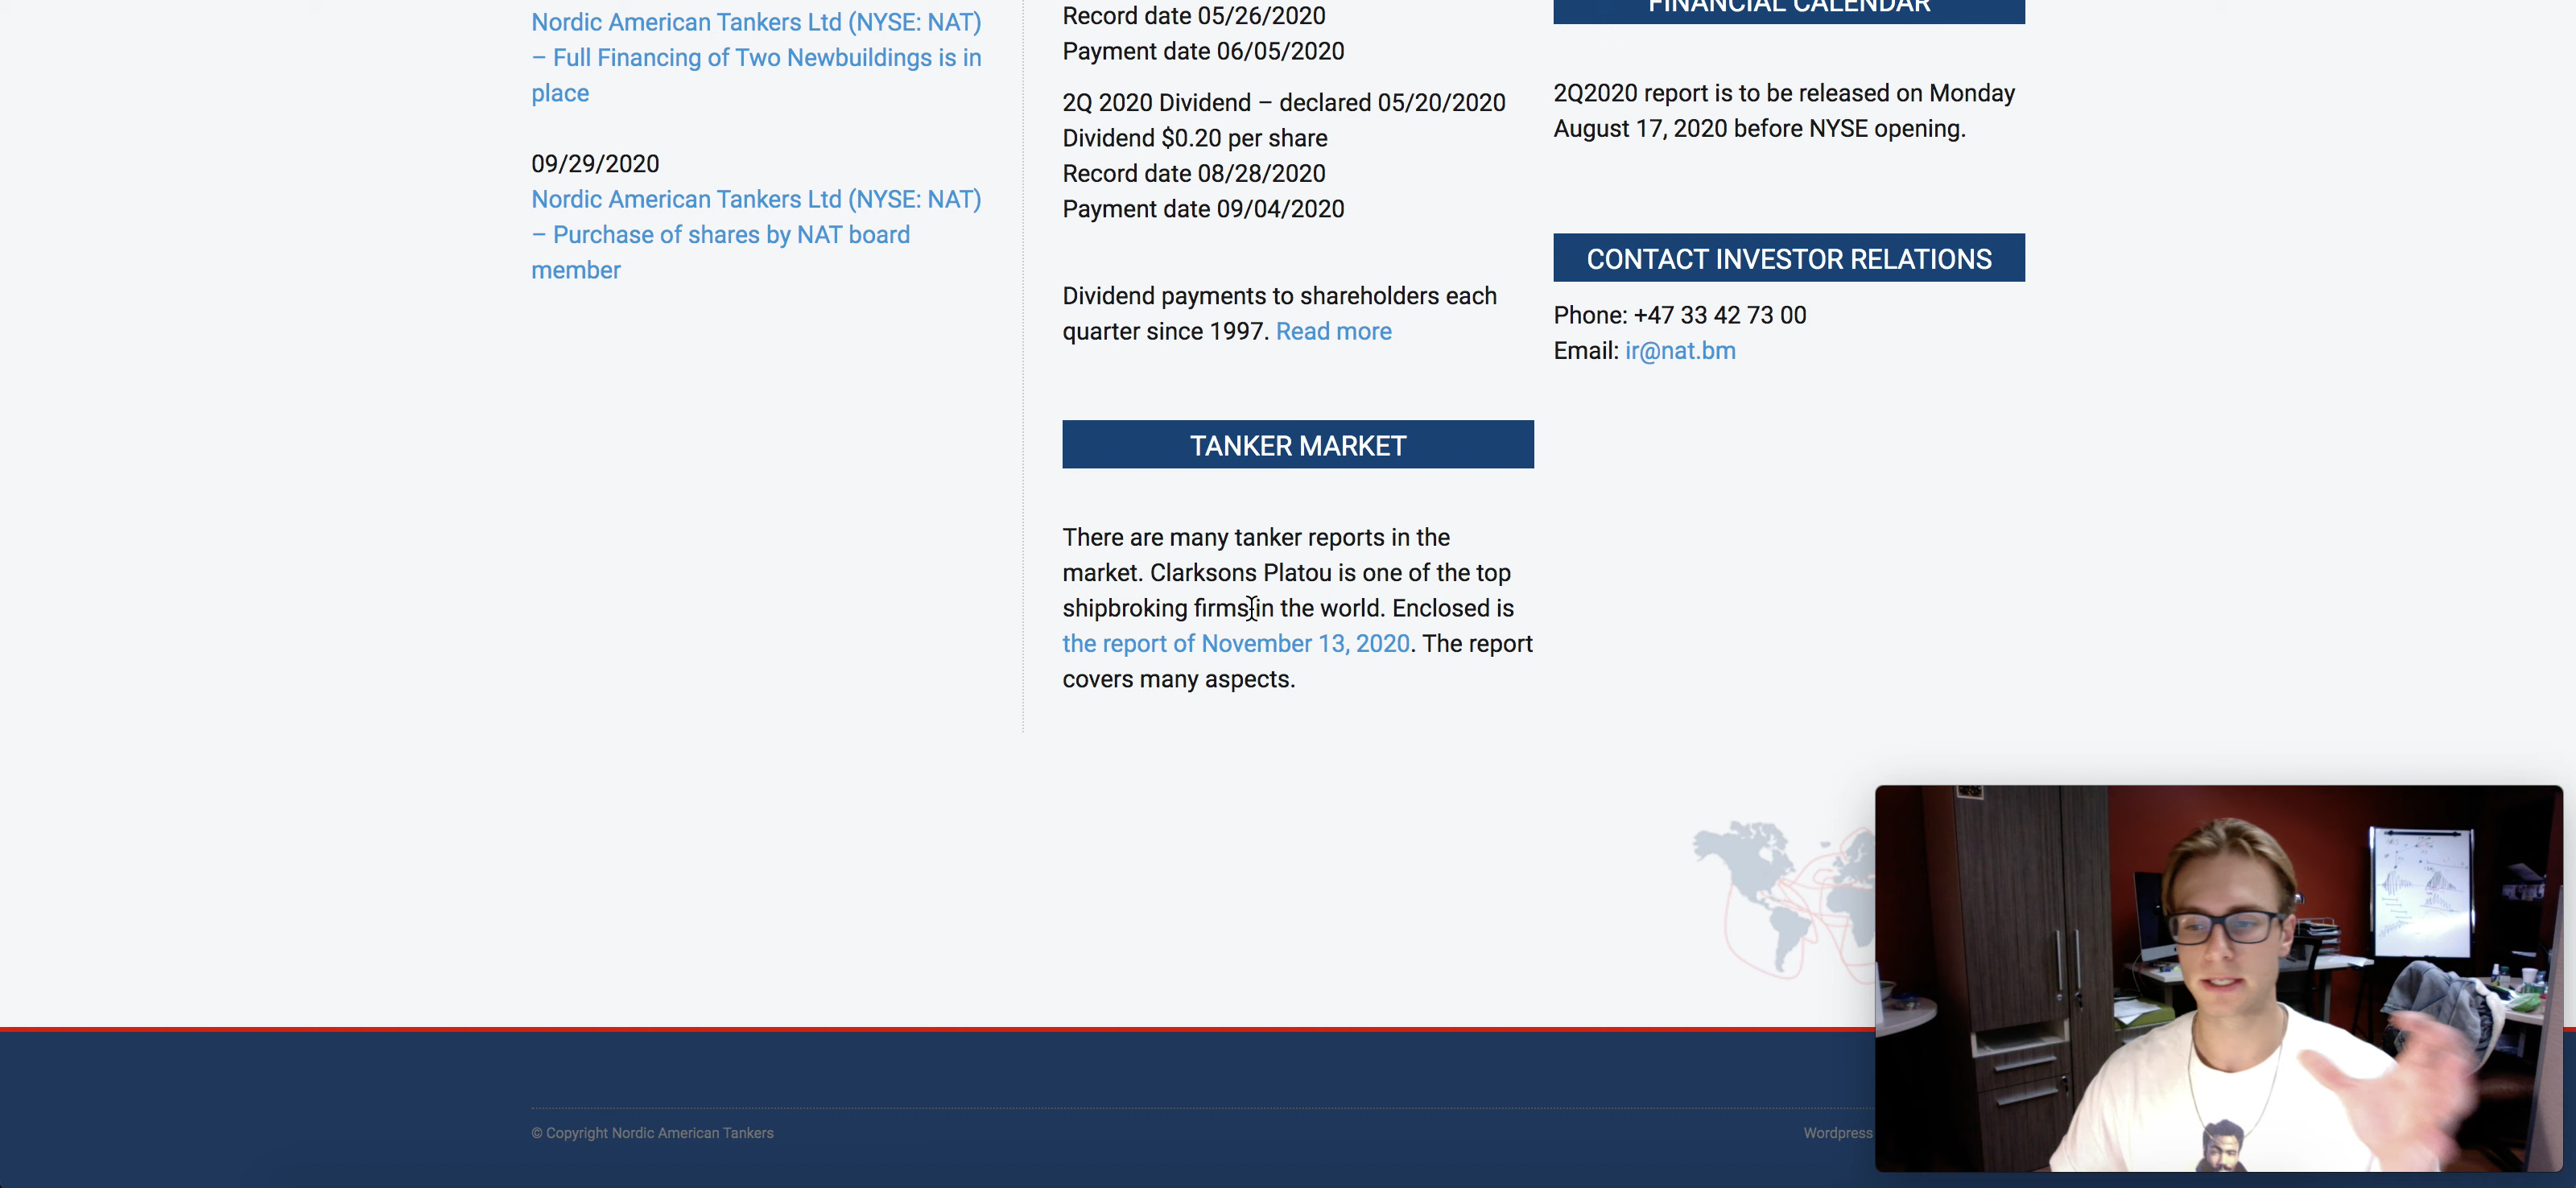 Nordic American Tankers Ltd (NYSE: NAT)
– Full Financing of Two Newbuildings is in
place
09/29/2020
Nordic American Tankers Ltd (NYSE: NAT)
– Purchase of shares by NAT board
member
Record date 05/26/2020
Payment date 06/05/2020
2Q 2020 Dividend – declared 05/20/2020
Dividend $0.20 per share
Record date 08/28/2020
Payment date 09/04/2020
Dividend payments to shareholders each
quarter since 1997. Read more
TANKER MARKET
There are many tanker reports in the
market. Clarksons Platou is one of the top
shipbroking firms in the world. Enclosed is
the report of November 13, 2020. The report
covers many aspects.
FINANCIAL CALENDAR
2Q2020 report is to be released on Monday
August 17, 2020 before NYSE opening.
CONTACT INVESTOR RELATIONS
Phone: +47 33 42 73 00
Email: ir@nat.bm
© Copyright Nordic American Tankers
Wordpress